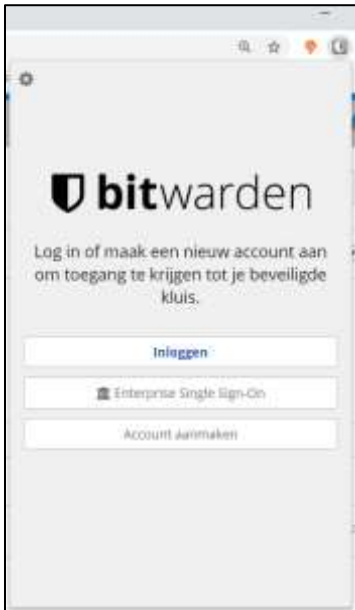 bitwarden
Log in of maak een nieuw account aan
om toegang te krijgen tot je beveiligde
kluis.
Inloggen
Enterprise Single Sign-On
Account aanmaken